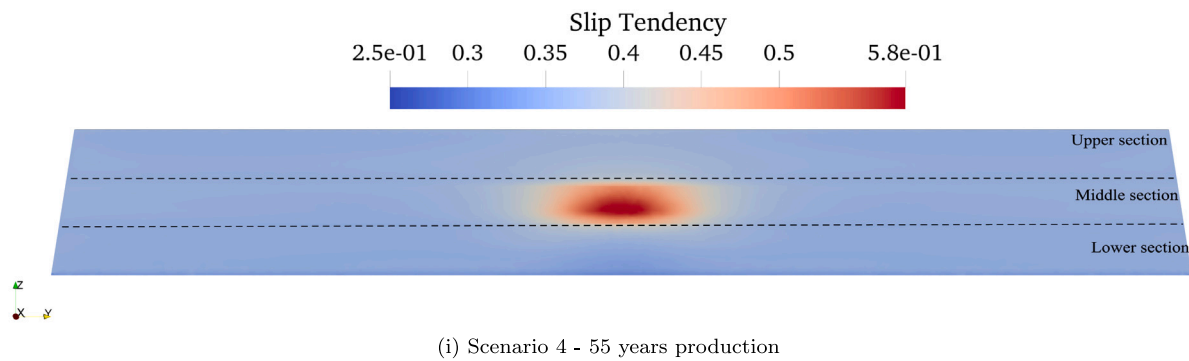 Slip Tendency
2.5e-01 0.3 0.35 0.4 0.45 0.5 5.8e-01
Upper section
Middle section
Lower section
Z
X Y
(i) Scenario 4 - 55 years production